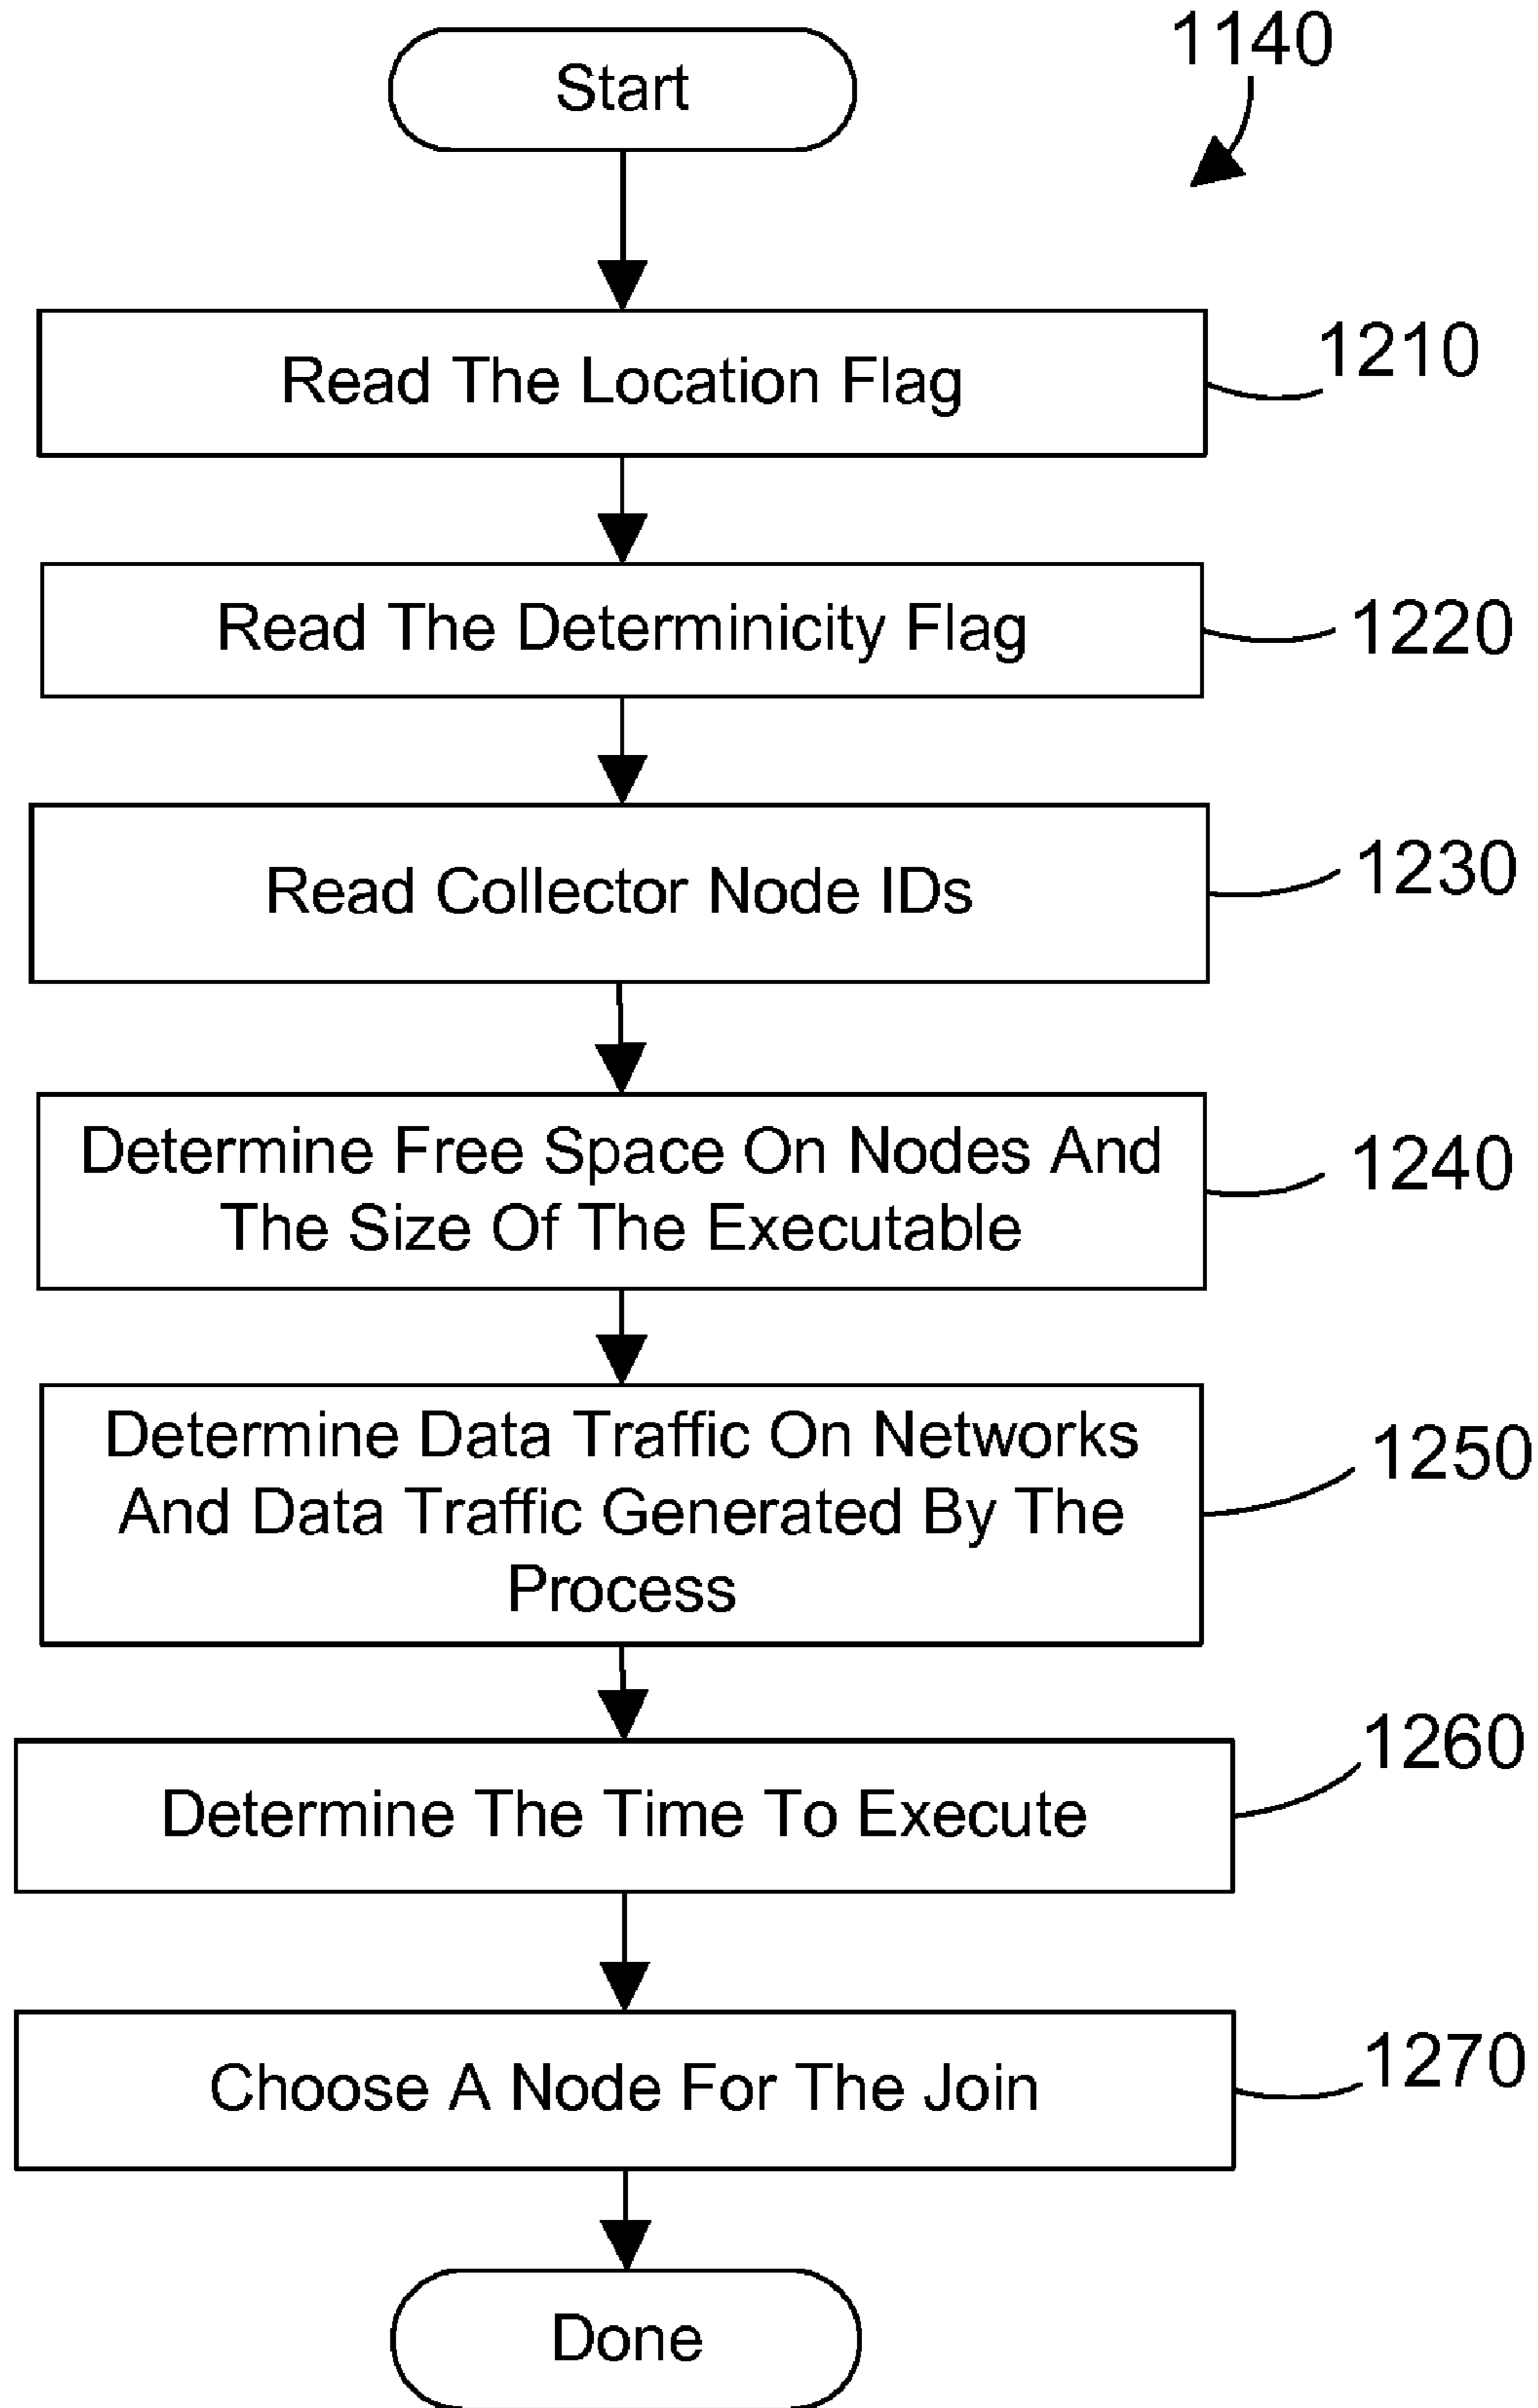 1140
Start
Read The Location Flag
1210
Read The Determinicity Flag
1220
Read Collector Node IDs
1230
Determine Free Space On Nodes And
The Size Of The Executable
1240
Determine Data Traffic On Networks
And Data Traffic Generated By The
Process
1250
Determine The Time To Execute
1260
Choose A Node For The Join
1270
Done